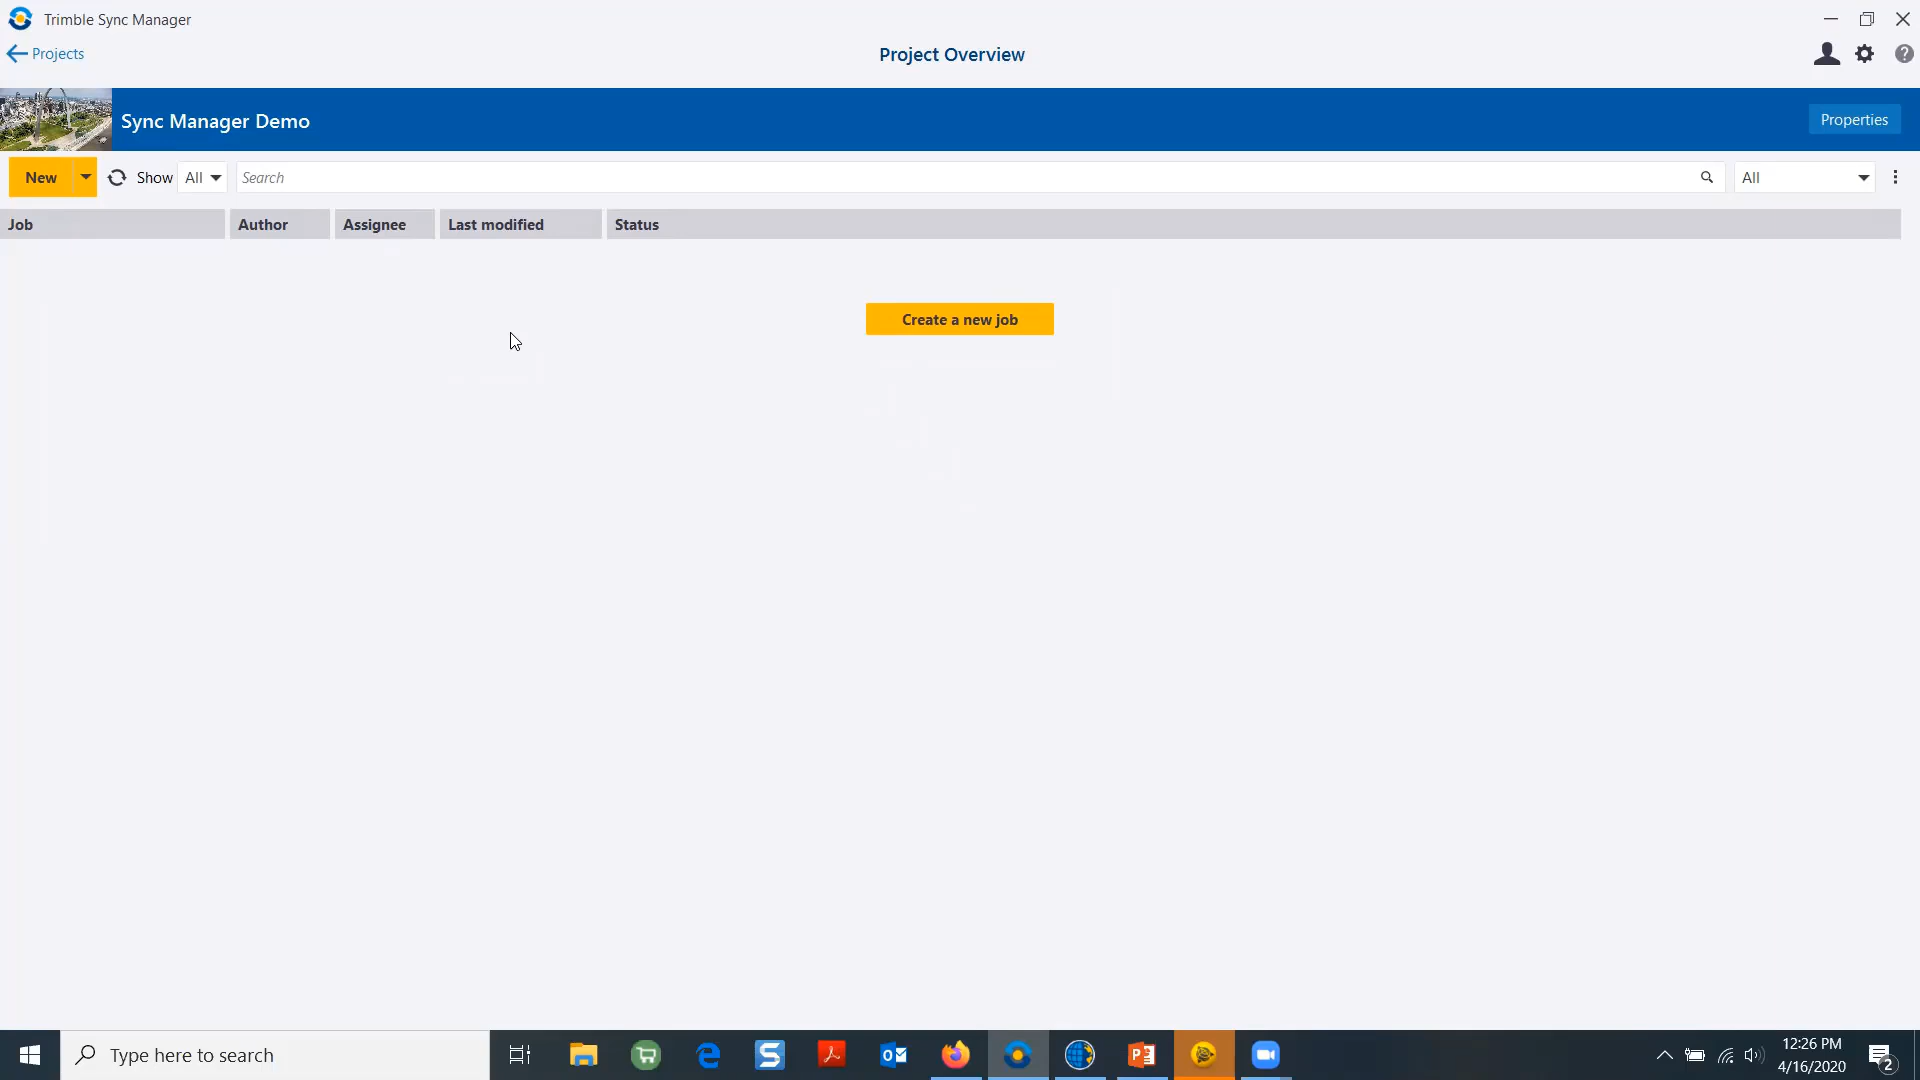 Trimble Sync Manager
Projects
Project Overview
Sync Manager Demo
Properties
New
Show
All
Search
All
Job
Author
Assignee
Last modified
Status
Create a new job
Type here to search
12:26 PM
4/16/2020
2